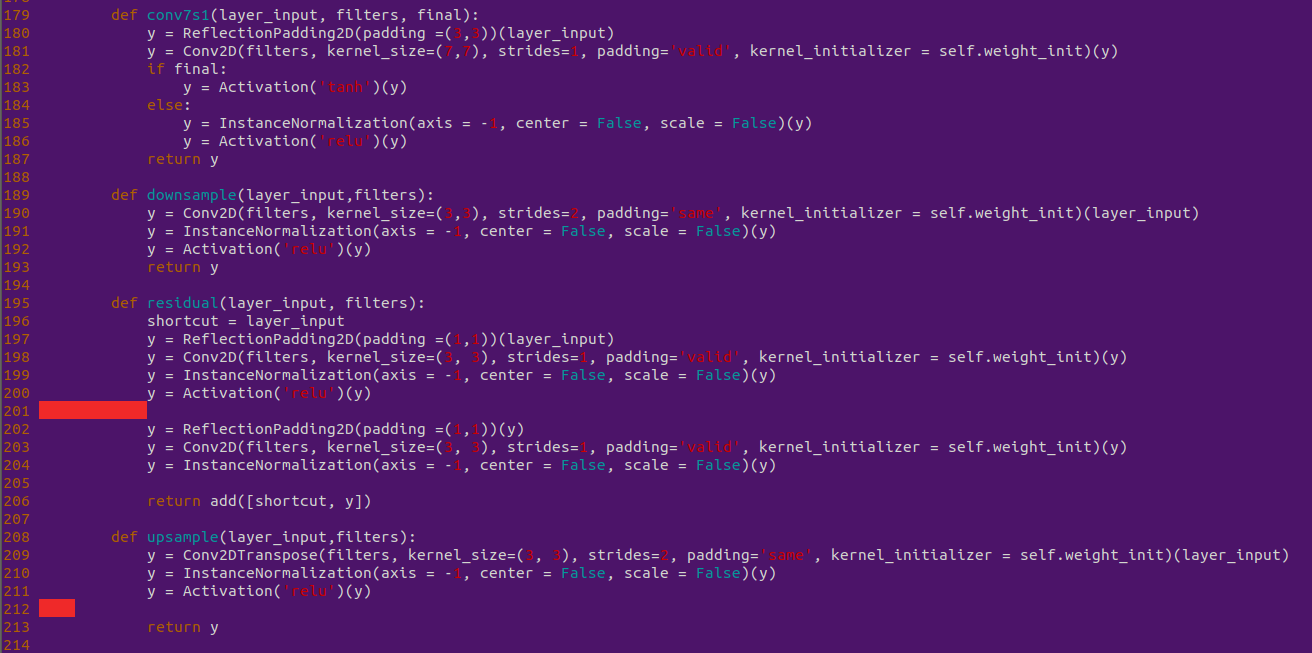 179         def conv7s1(layer_input, filters, final):
180             y = ReflectionPadding2D(padding =(3,3))(layer_input)
181             y = Conv2D(filters, kernel_size=(7,7), strides=1, padding='valid', kernel_initializer = self.weight_init)(y)
182             if final:
183                 y = Activation('tanh')(y)
184             else:
185                 y = InstanceNormalization(axis = -1, center = False, scale = False)(y)
186                 y = Activation('relu')(y)
187             return y
188
189         def downsample(layer_input,filters):
190             y = Conv2D(filters, kernel_size=(3,3), strides=2, padding='same', kernel_initializer = self.weight_init)(layer_input)
191             y = InstanceNormalization(axis = -1, center = False, scale = False)(y)
192             y = Activation('relu')(y)
193             return y
194
195         def residual(layer_input, filters):
196             shortcut = layer_input
197             y = ReflectionPadding2D(padding =(1,1))(layer_input)
198             y = Conv2D(filters, kernel_size=(3, 3), strides=1, padding='valid', kernel_initializer = self.weight_init)(y)
199             y = InstanceNormalization(axis = -1, center = False, scale = False)(y)
200             y = Activation('relu')(y)
201
202             y = ReflectionPadding2D(padding =(1,1))(y)
203             y = Conv2D(filters, kernel_size=(3, 3), strides=1, padding='valid', kernel_initializer = self.weight_init)(y)
204             y = InstanceNormalization(axis = -1, center = False, scale = False)(y)
205
206             return add([shortcut, y])
207
208         def upsample(layer_input,filters):
209             y = Conv2DTranspose(filters, kernel_size=(3, 3), strides=2, padding='same', kernel_initializer = self.weight_init)(layer_input)
210             y = InstanceNormalization(axis = -1, center = False, scale = False)(y)
211             y = Activation('relu')(y)
212
213             return y
214